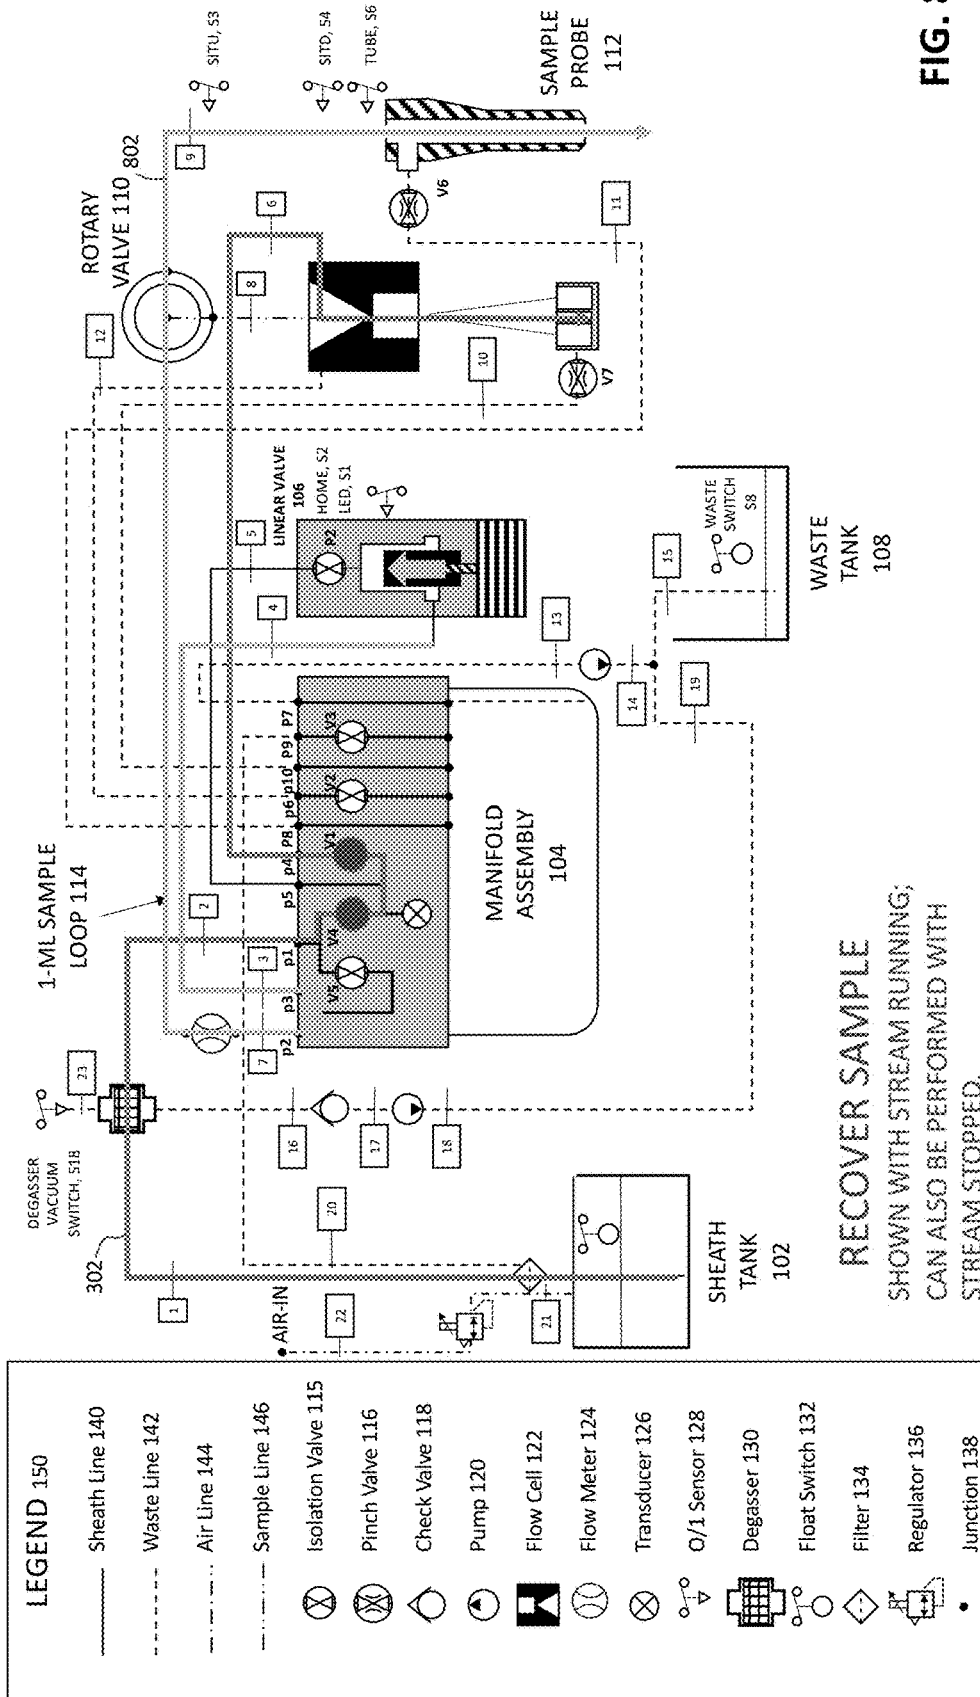 LEGEND 150
Sheath Line 140
Waste Line 142
Air Line 144
Sample Line 146
Isolation Valve 115
Pinch Valve 116
Check Valve 118
Pump 120
Flow Cell 122
Flow Meter 124
Transducer 126
O/1 Sensor 128
Degasser 130
Float Switch 132
Filter 134
Regulator 136
Junction 138
302
1
AIR-IN
22
20
21
SHEATH
TANK
102
DEGASSER
VACUUM
SWITCH, S18
23
16
17
18
1-ML SAMPLE
LOOP 114
2
7
3
p2
p3
p1
p5
p4
P8
p6
p10
P9
P7
V5
V4
V1
V2
V3
MANIFOLD
ASSEMBLY
104
4
5
LINEAR VALVE
106
HOME, S2
LED, S1
P2
13
14
15
19
WASTE
SWITCH
S8
WASTE
TANK
108
12
ROTARY
VALVE 110
802
8
6
9
10
11
V7
V6
SITU, S3
SITD, S4
TUBE, S6
SAMPLE
PROBE
112
RECOVER SAMPLE
SHOWN WITH STREAM RUNNING;
CAN ALSO BE PERFORMED WITH
STREAM STOPPED.
FIG. 8